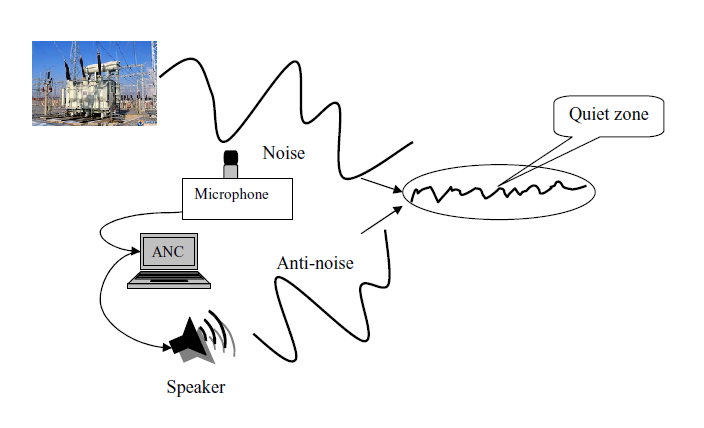 Quiet zone
Noise
Microphone
ANC
Anti-noise
Speaker